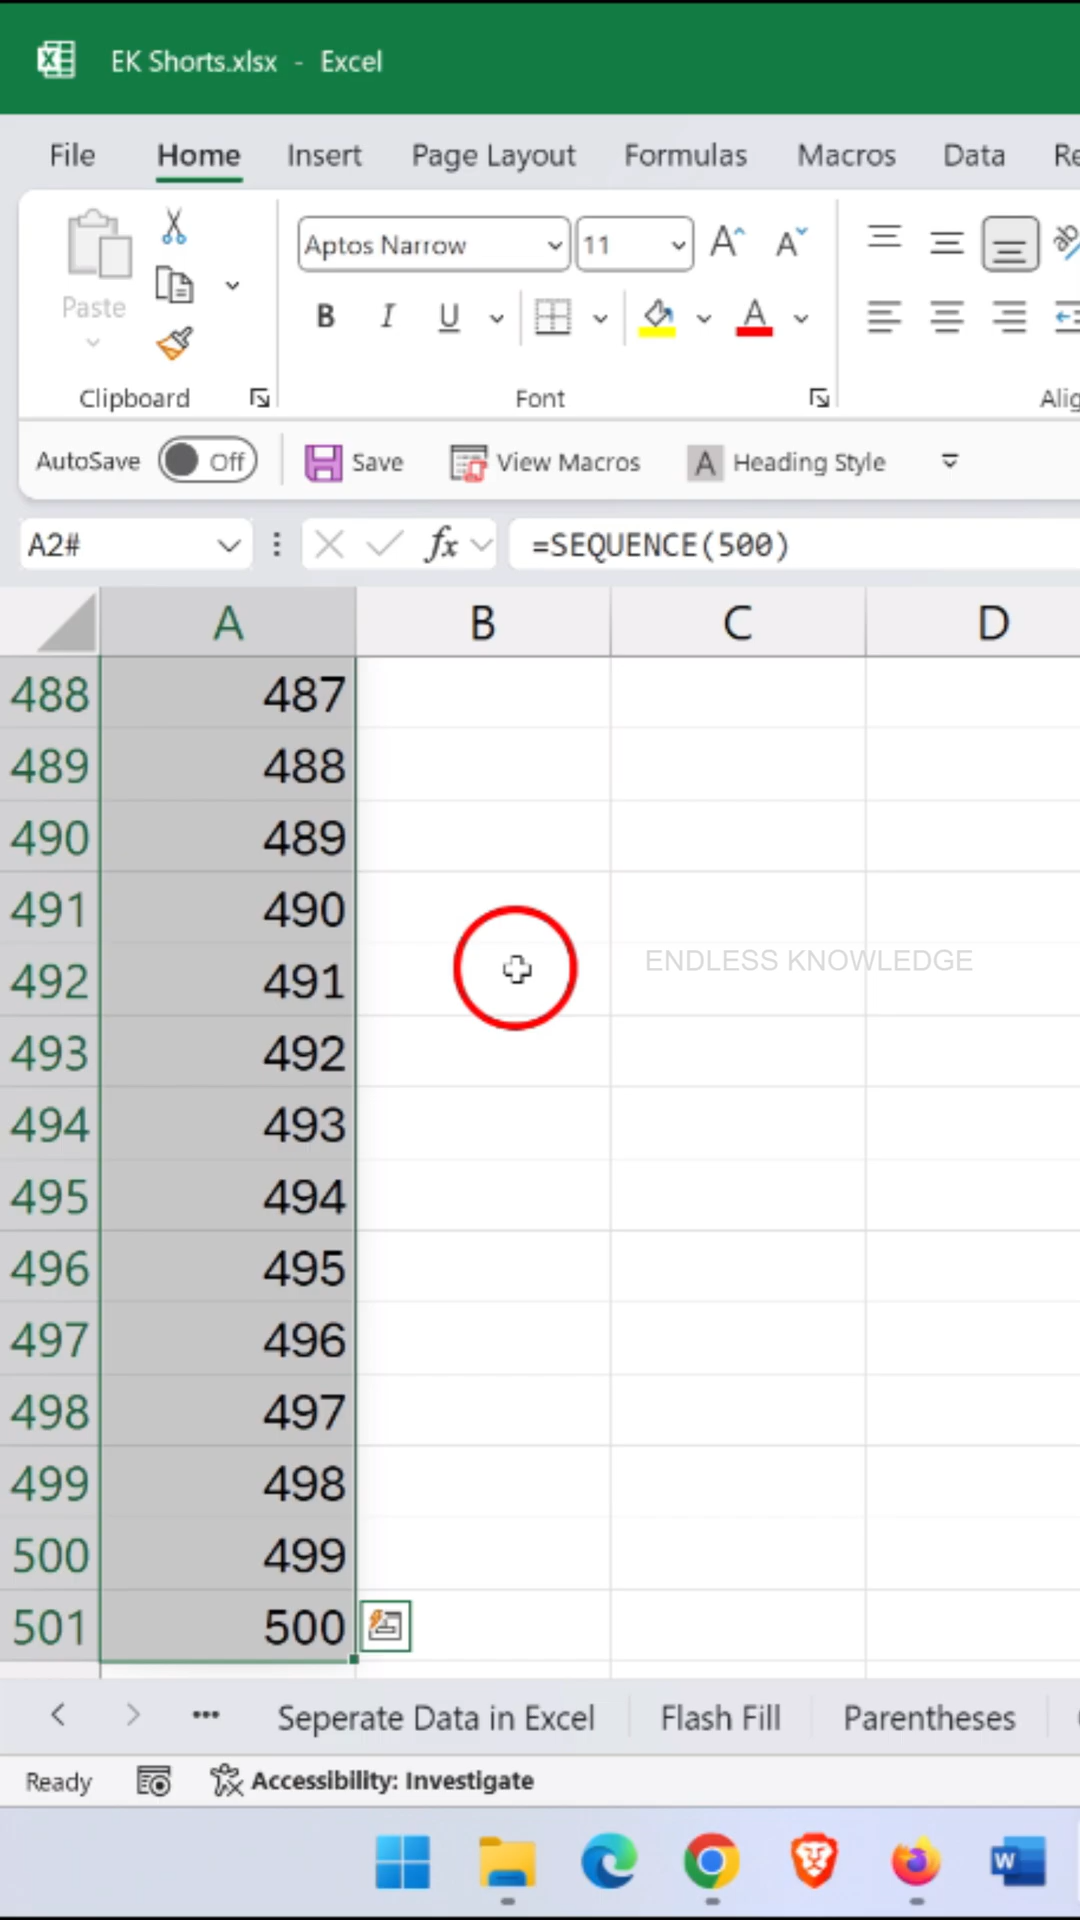 EK Shorts.xlsx - Excel
File Home Insert Page Layout Formulas Macros Data Re
Aptos Narrow 11 A A
Paste B I U A
Clipboard Font Alig
AutoSave Off Save View Macros A Heading Style
A2# fx =SEQUENCE(500)
A B C D
488 487
489 488
490 489
491 490
ENDLESS KNOWLEDGE
492 491
493 492
494 493
495 494
496 495
497 496
498 497
499 498
500 499
501 500
Seperate Data in Excel Flash Fill Parentheses
Ready Accessibility: Investigate
W